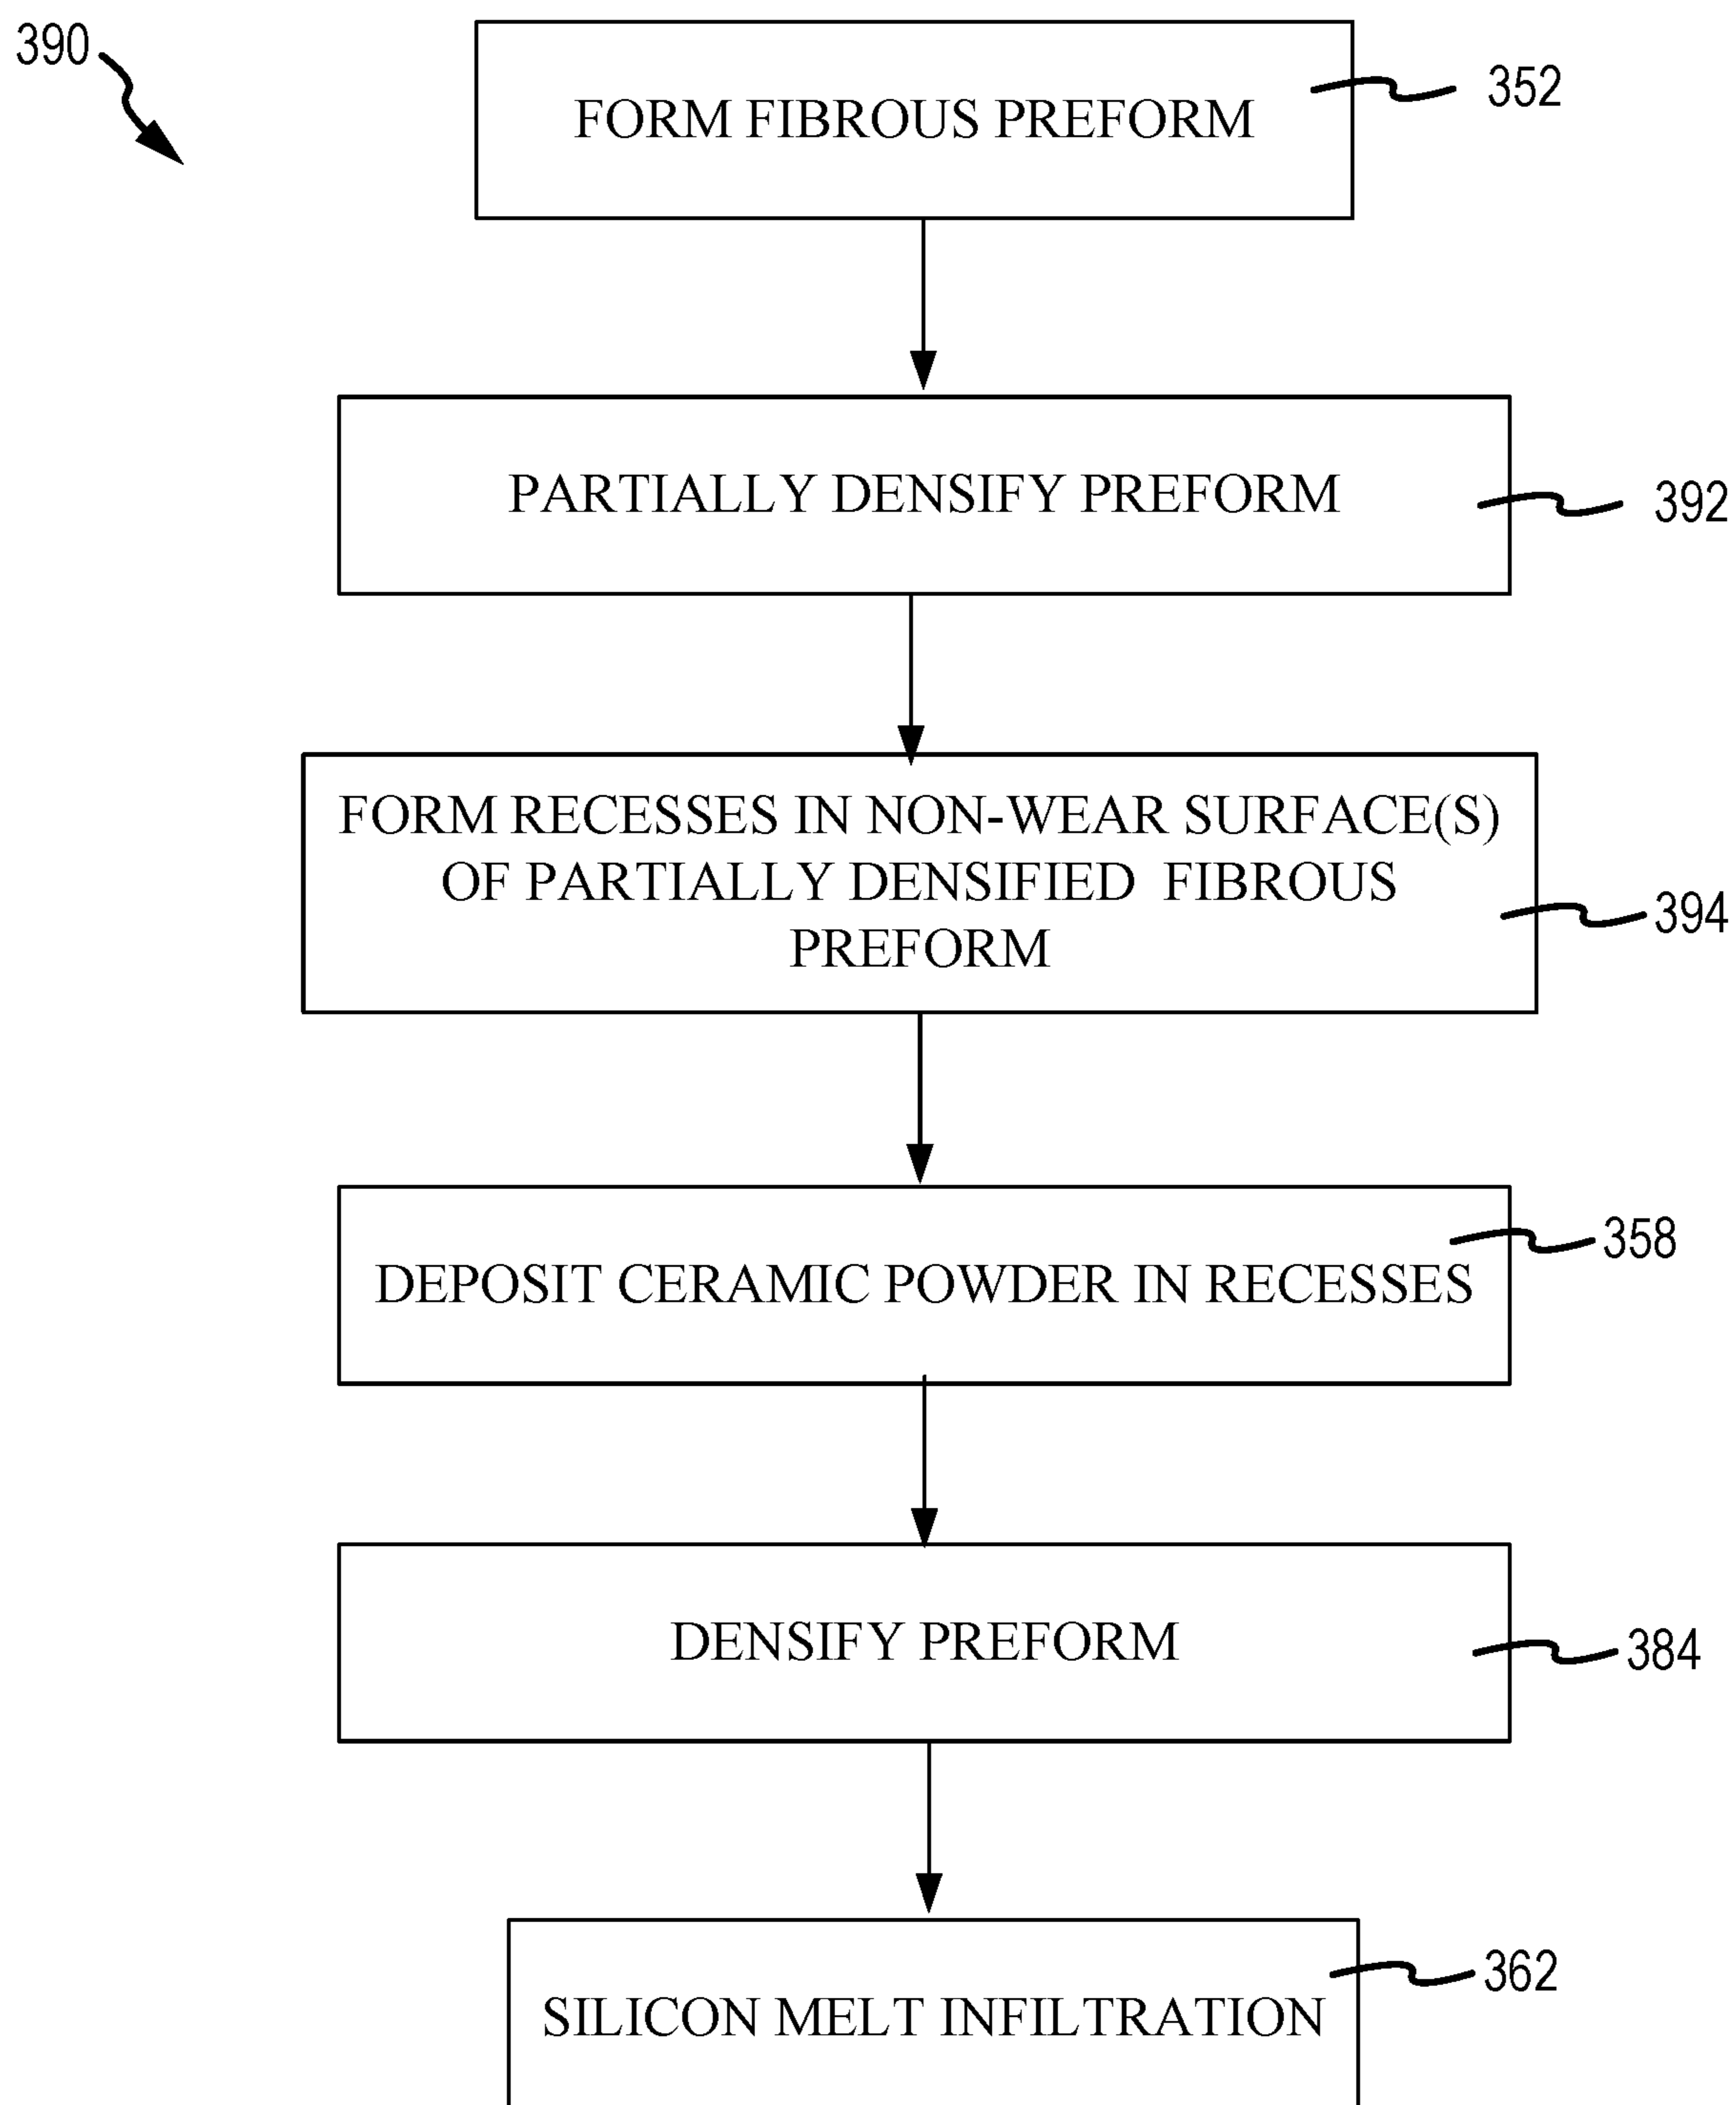 390
FORM FIBROUS PREFORM
352
PARTIALLY DENSIFY PREFORM
392
FORM RECESSES IN NON-WEAR SURFACE(S)
OF PARTIALLY DENSIFIED FIBROUS
PREFORM
394
DEPOSIT CERAMIC POWDER IN RECESSES
358
DENSIFY PREFORM
384
SILICON MELT INFILTRATION
362